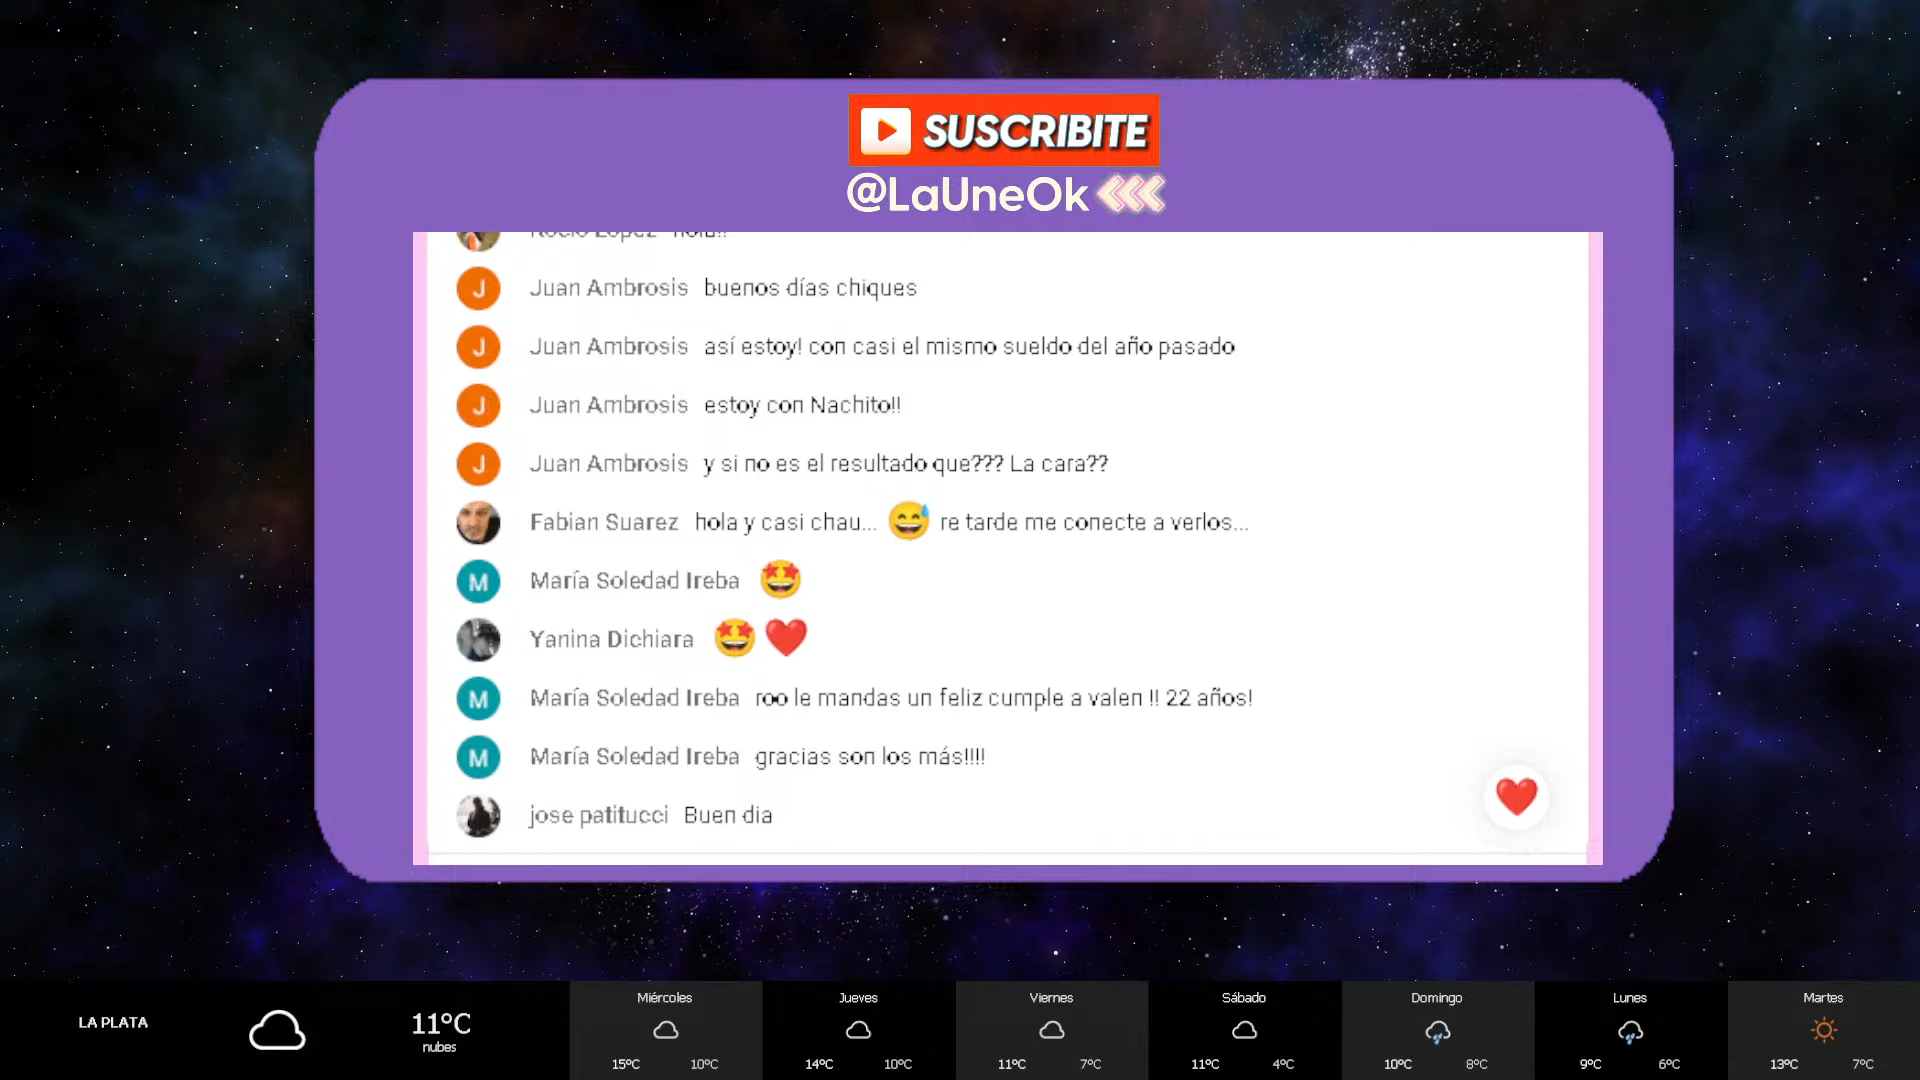 SUSCRIBITE
@LaUneOk
Rocio Lopez hola!!
J Juan Ambrosis buenos días chiques
J Juan Ambrosis así estoy! con casi el mismo sueldo del año pasado
J Juan Ambrosis estoy con Nachito!!
J Juan Ambrosis y si no es el resultado que??? La cara??
Fabian Suarez hola y casi chau... 😅 re tarde me conecte a verlos...
M María Soledad Ireba 🤩
Yanina Dichiara 🤩❤️
M María Soledad Ireba roo le mandas un feliz cumple a valen !! 22 años!
M María Soledad Ireba gracias son los más!!!!
jose patitucci Buen dia
LA PLATA
11°C
nubes
Miércoles
15°C 10°C
Jueves
14°C 10°C
Viernes
11°C 7°C
Sábado
11°C 4°C
Domingo
10°C 8°C
Lunes
9°C 6°C
Martes
13°C 7°C